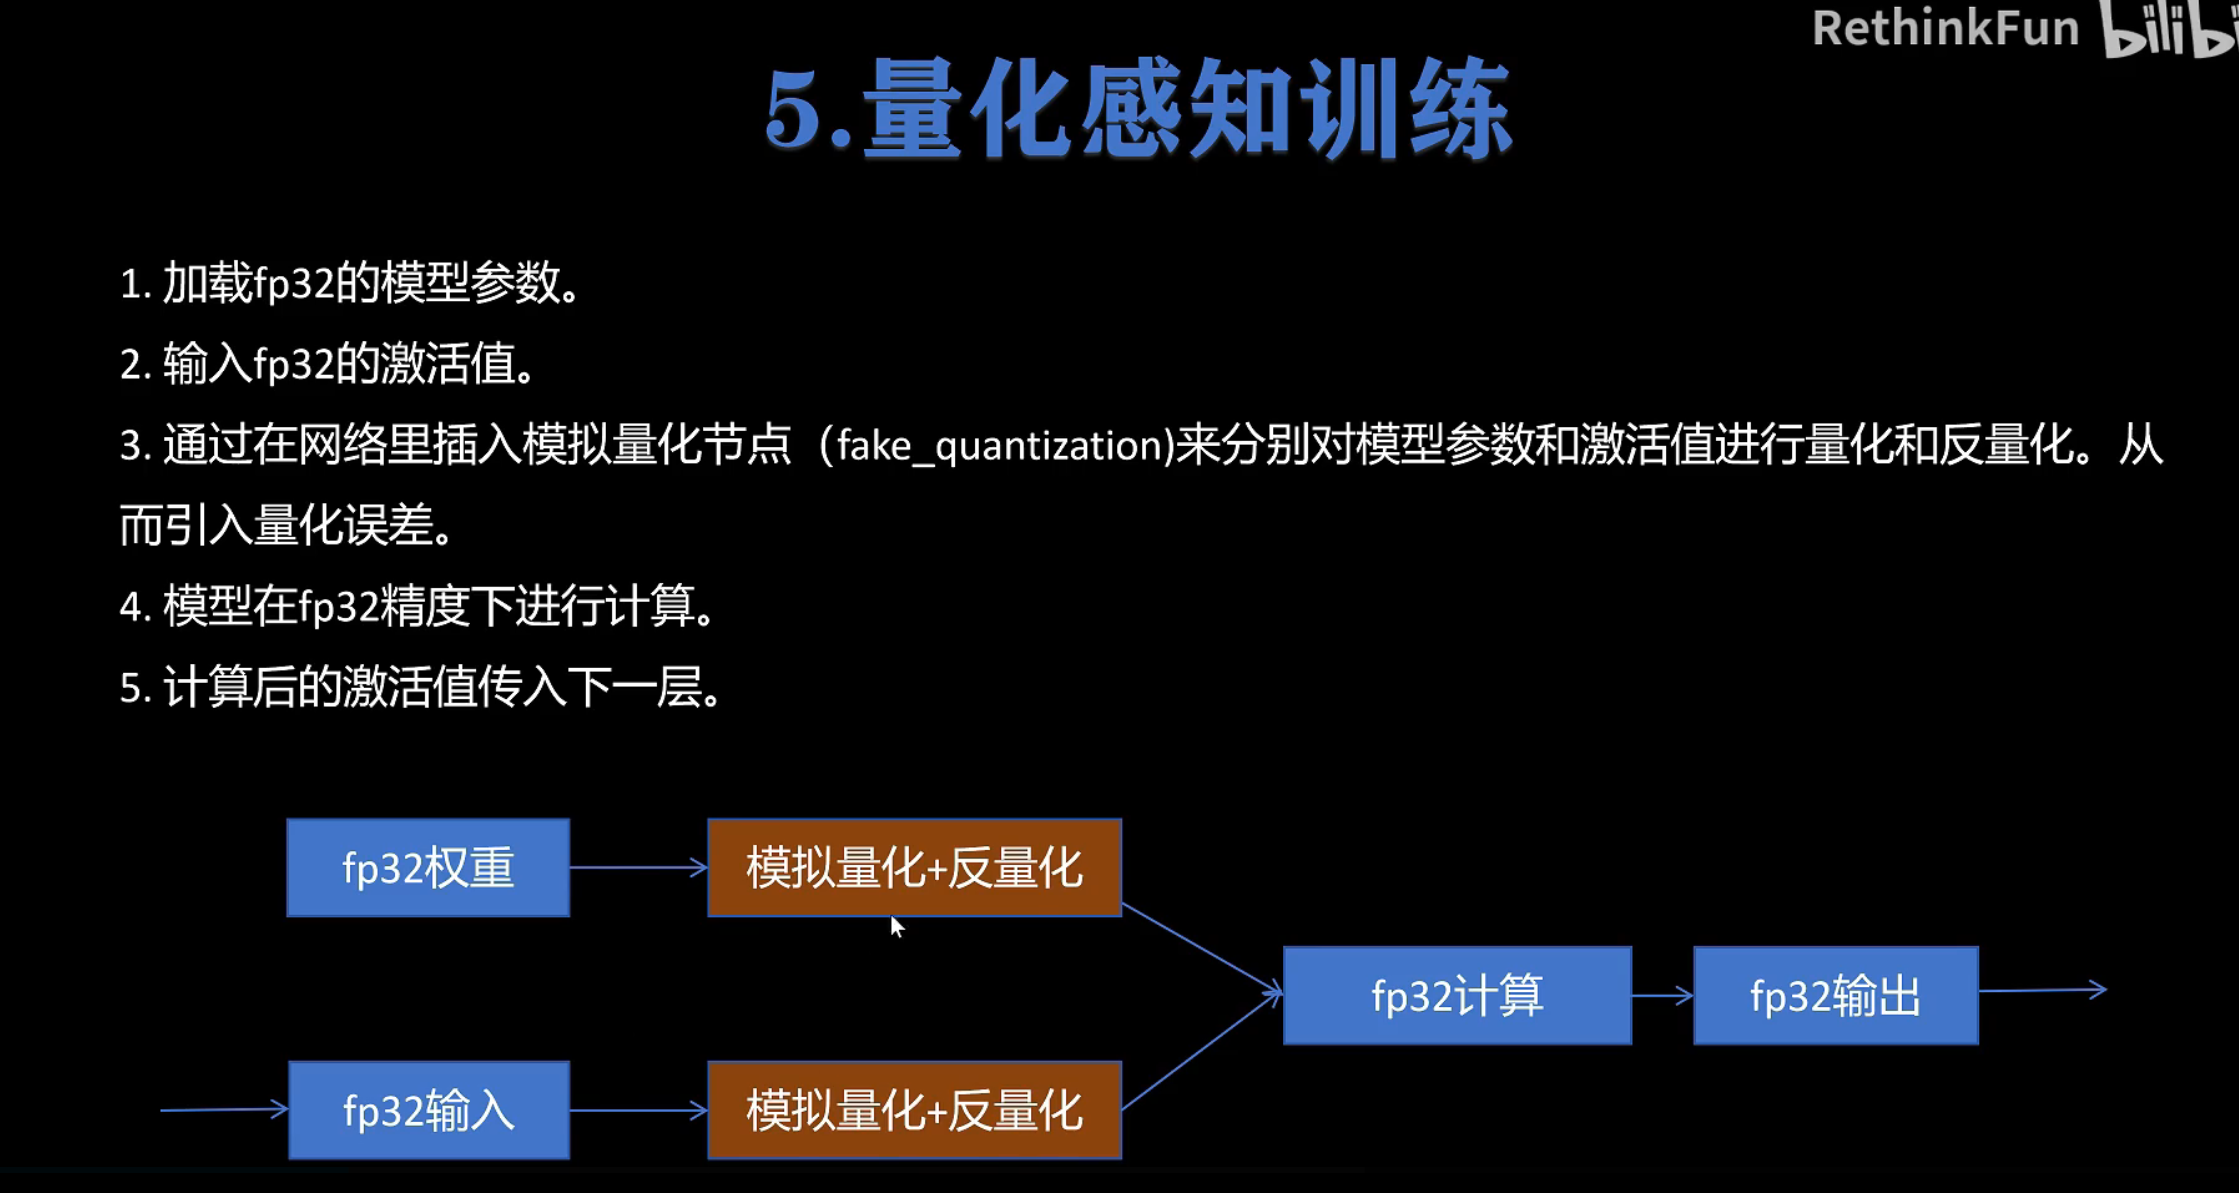 RethinkFun bilibi
5.量化感知训练
1. 加载fp32的模型参数。
2. 输入fp32的激活值。
3. 通过在网络里插入模拟量化节点（fake_quantization)来分别对模型参数和激活值进行量化和反量化。从
而引入量化误差。
4. 模型在fp32精度下进行计算。
5. 计算后的激活值传入下一层。
fp32权重
模拟量化+反量化
fp32计算
fp32输出
fp32输入
模拟量化+反量化